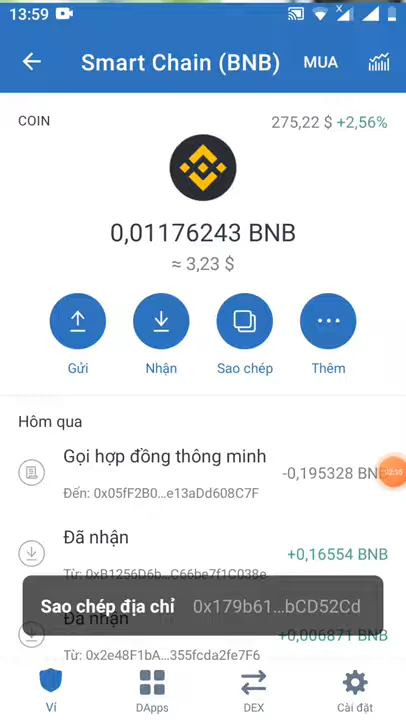 13:59
Smart Chain (BNB) MUA
COIN 275,22 $ +2,56%
0,01176243 BNB
≈ 3,23 $
Gửi Nhận Sao chép Thêm
Hôm qua
Gọi hợp đồng thông minh
-0,195328 BN
Đến: 0x05fF2B0...e13aDd608C7F
Đã nhận
+0,16554 BNB
Từ: 0xB1256D6b...C66be7f1C038e
Sao chép địa chỉ 0x179b61...bCD52Cd
Đã nhận
+0,006871 BNB
Từ: 0x2e48F1bA...355fcda2fe7F6
Ví DApps DEX Cài đặt